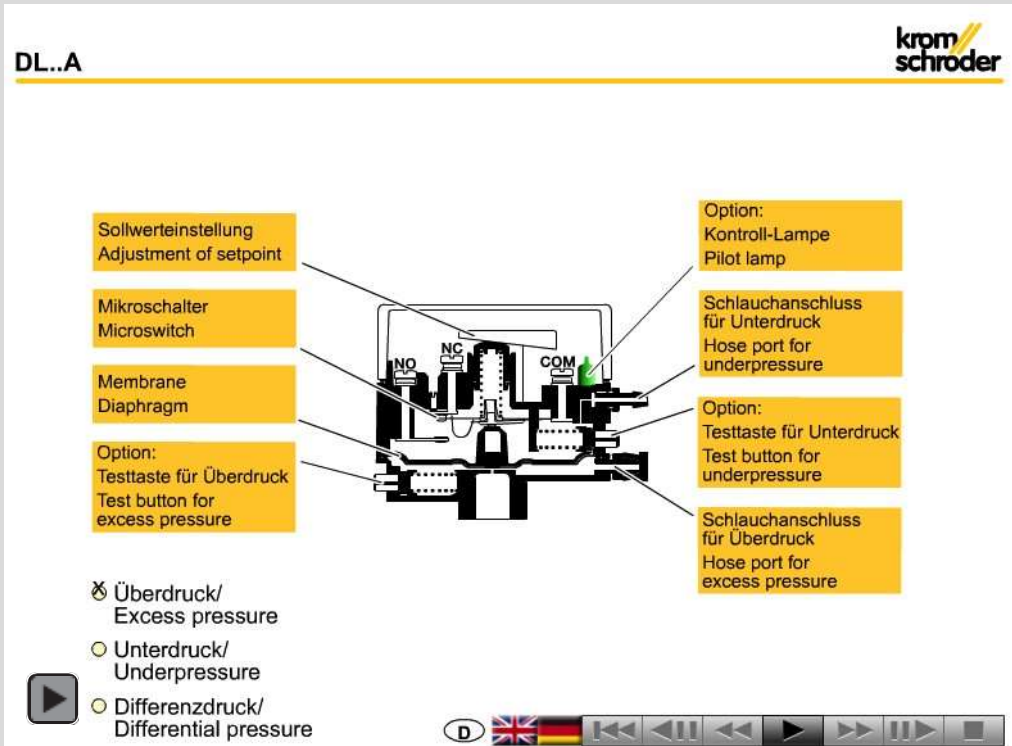 DL..A
krom
schroder
Sollwerteinstellung
Adjustment of setpoint
Mikroschalter
Microswitch
Membrane
Diaphragm
Option:
Testtaste für Überdruck
Test button for
excess pressure
NO
NC
COM
Option:
Kontroll-Lampe
Pilot lamp
Schlauchanschluss
für Unterdruck
Hose port for
underpressure
Option:
Testtaste für Unterdruck
Test button for
underpressure
Schlauchanschluss
für Überdruck
Hose port for
excess pressure
X Überdruck/
Excess pressure
Unterdruck/
Underpressure
Differenzdruck/
Differential pressure
D